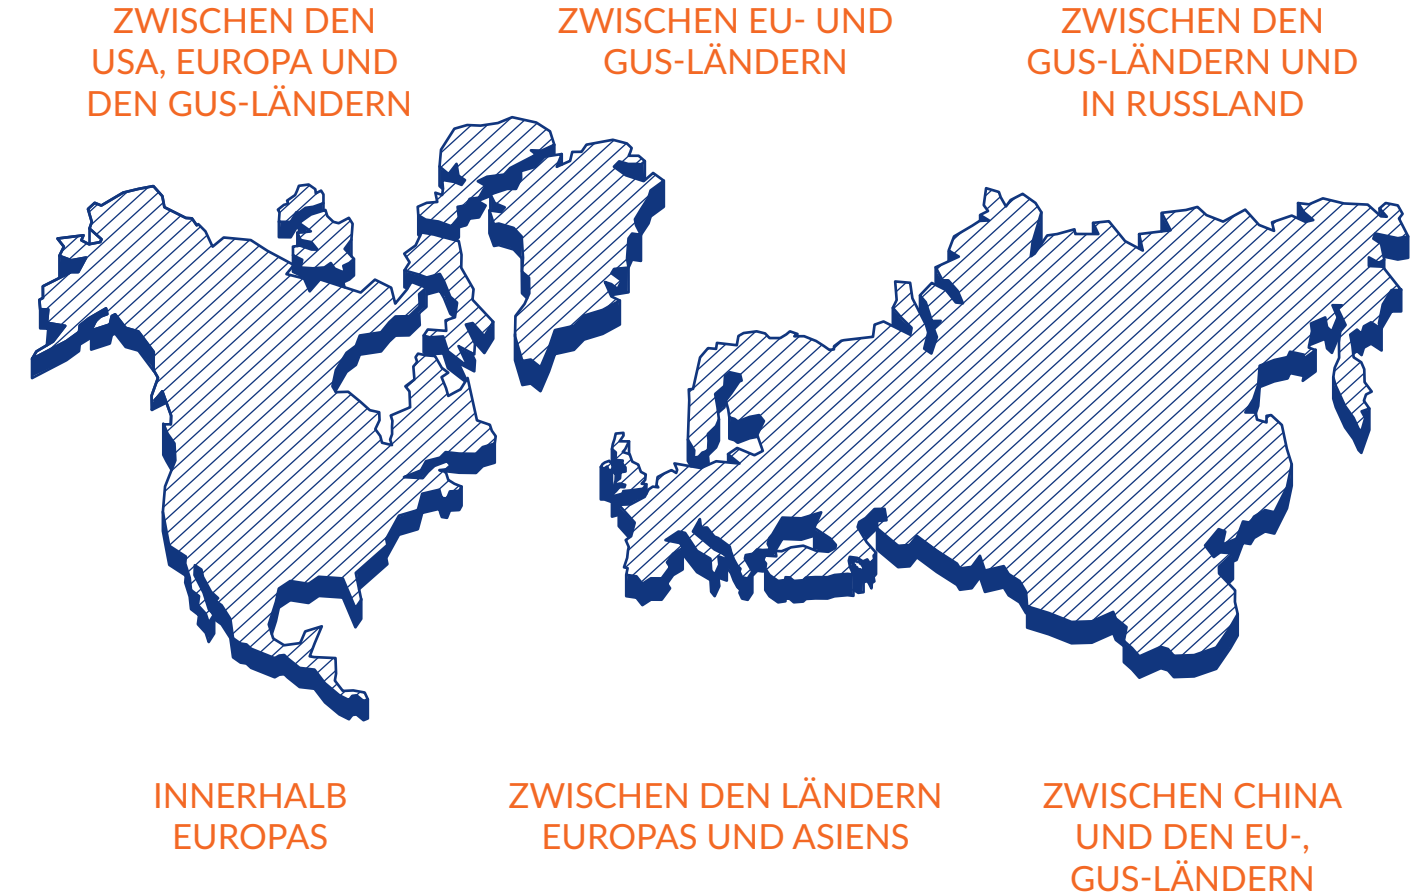 ZWISCHEN DEN
USA, EUROPA UND
DEN GUS-LÄNDERN
ZWISCHEN EU- UND
GUS-LÄNDERN
ZWISCHEN DEN
GUS-LÄNDERN UND
IN RUSSLAND
INNERHALB
EUROPAS
ZWISCHEN DEN LÄNDERN
EUROPAS UND ASIENS
ZWISCHEN CHINA
UND DEN EU-,
GUS-LÄNDERN